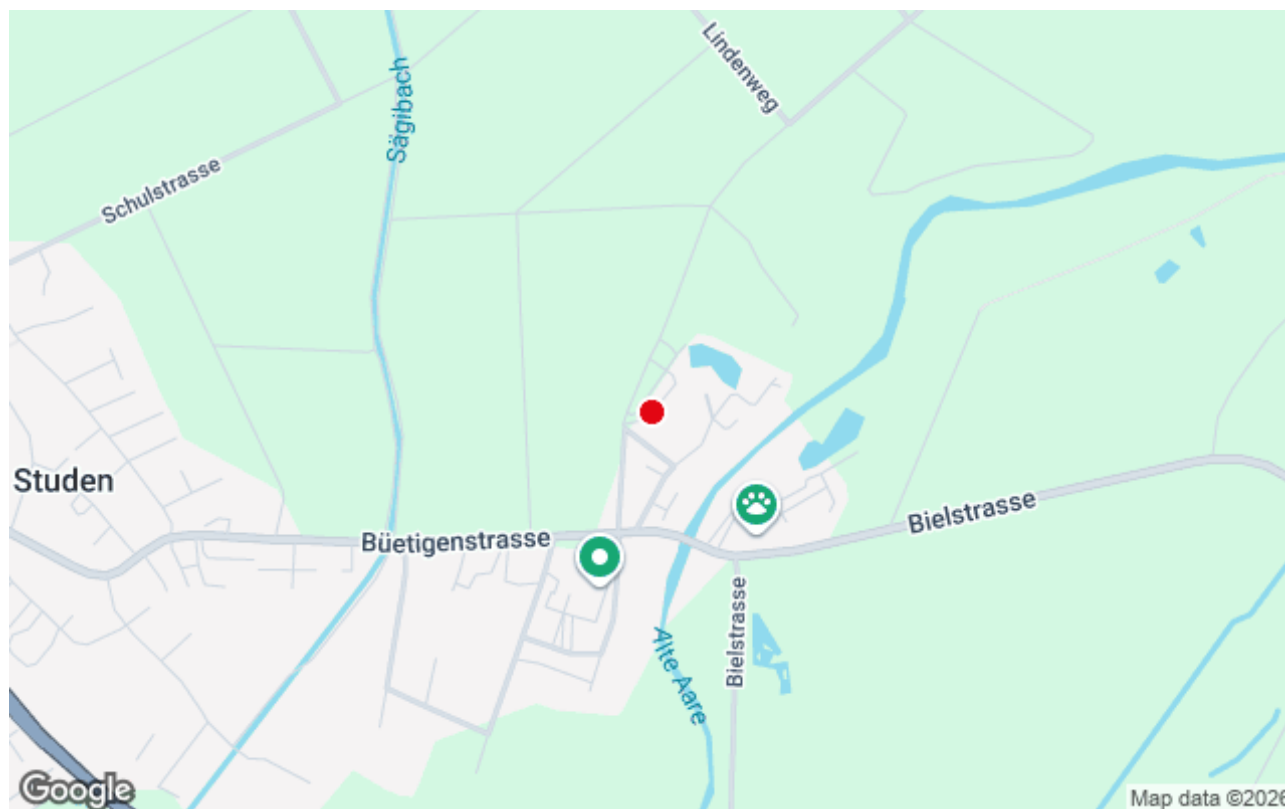 Lindenweg
Sägibach
Schulstrasse
Studen
Büetigenstrasse
Bielstrasse
Bielstrasse
Alte Aare
Google
Map data ©2026